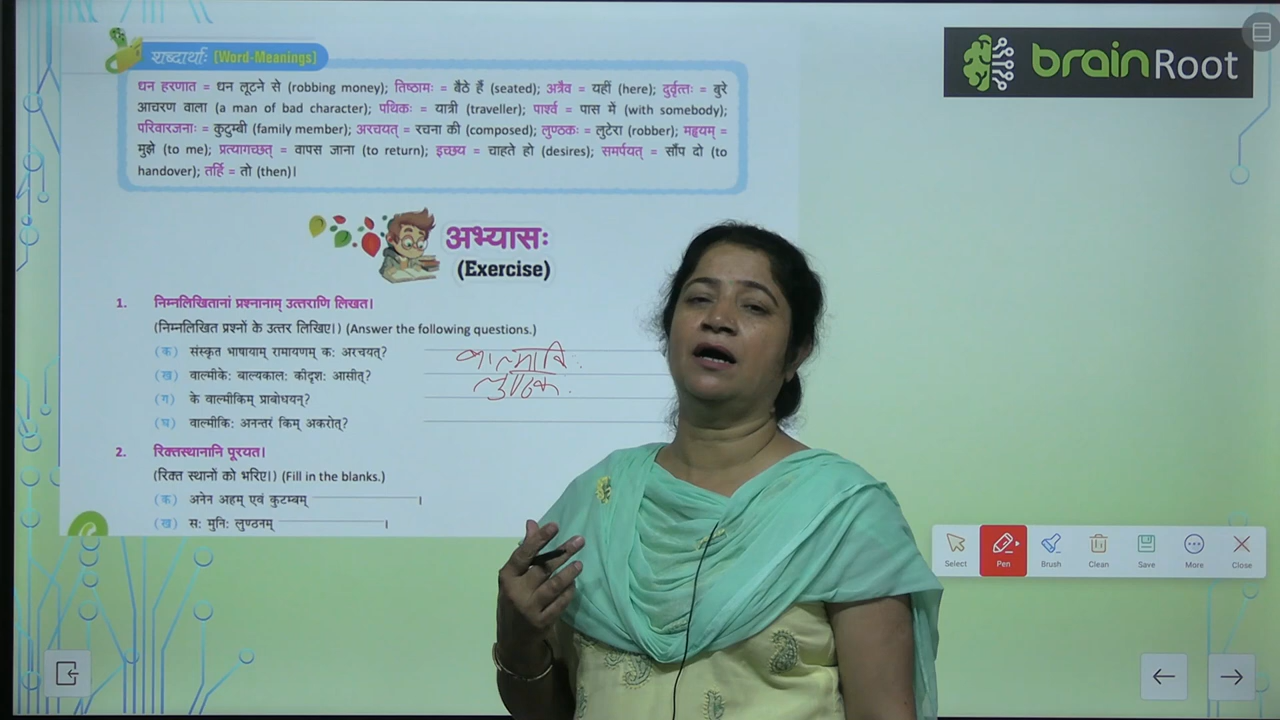 शब्दार्थाः [Word-Meanings]
brainRoot
धन हरणात = धन लूटने से (robbing money); तिष्ठामः = बैठे हैं (seated); अत्रैव = यहीं (here); दुर्वृत्तः = बुरे
आचरण वाला (a man of bad character); पथिकः = यात्री (traveller); पार्श्व = पास में (with somebody);
परिवारजनाः = कुटुम्बी (family member); अरचयत् = रचना की (composed); लुण्ठकः = लुटेरा (robber); मह्यम् =
मुझे (to me); प्रत्यागच्छत् = वापस जाना (to return); इच्छय = चाहते हो (desires); समर्पयत् = सौंप दो (to
handover); तर्हि = तो (then)।
अभ्यासः
(Exercise)
1. निम्नलिखितानां प्रश्नानाम् उत्तराणि लिखत।
(निम्नलिखित प्रश्नों के उत्तर लिखिए।) (Answer the following questions.)
(क) संस्कृत भाषायाम् रामायणम् कः अरचयत्?
(ख) वाल्मीकेः बाल्यकालः कीदृशः आसीत्?
(ग) के वाल्मीकिम् प्राबोधयन्?
(घ) वाल्मीकिः अनन्तरं किम् अकरोत्?
2. रिक्तस्थानानि पूरयत।
(रिक्त स्थानों को भरिए।) (Fill in the blanks.)
(क) अनेन अहम् एवं कुटम्बम् ।
(ख) सः मुनिः लुण्ठनम् ।
Select Pen Brush Clean Save More Close